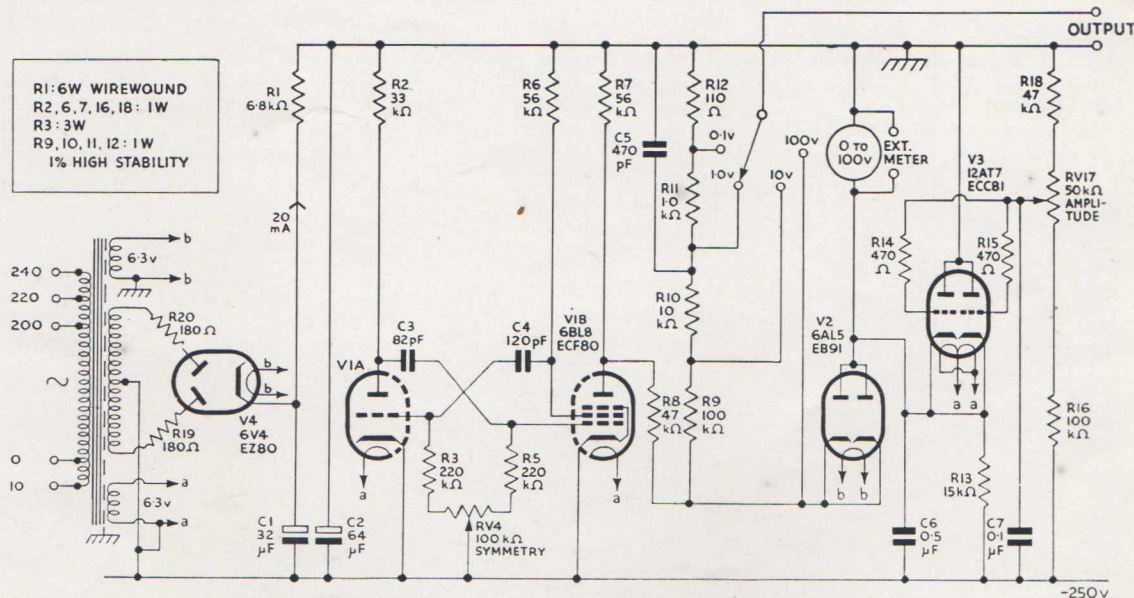 OUTPUT
R1:6W WIREWOUND
R2, 6, 7, 16, 18: 1W
R3: 3W
R9, 10, 11, 12: 1W
1% HIGH STABILITY
R1
6·8kΩ
20
mA
R2
33
kΩ
R6
56
kΩ
R7
56
kΩ
C5
470
pF
R12
110
Ω
0·1v
1·0v
100v
10v
R11
1·0
kΩ
R10
10
kΩ
0 TO
100v
EXT.
METER
V3
12AT7
ECC81
R18
47
kΩ
RV17
50kΩ
AMPLI-
TUDE
R14
470
Ω
R15
470
Ω
240
220
200
0
10
6·3v
b
b
R20
180Ω
b
b
V4
6V4
EZ80
R19
180Ω
6·3v
a
a
C3
82pF
C4
120pF
V1A
V1B
6BL8
ECF80
a
a
R3
220
kΩ
R5
220
kΩ
RV4
100kΩ
SYMMETRY
R8
47
kΩ
R9
100
kΩ
V2
6AL5
EB91
b
b
a
a
R16
100
kΩ
R13
15kΩ
C1
32
μF
C2
64
μF
C6
0·5
μF
C7
0·1
μF
-250v